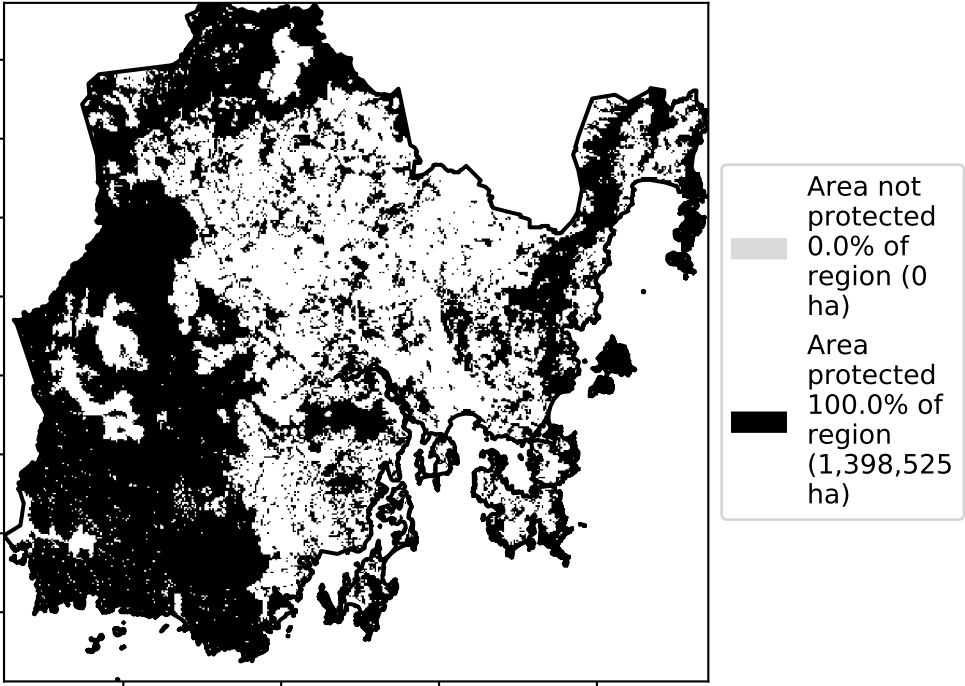 Area not
protected
0.0% of
region (0
ha)
Area
protected
100.0% of
region
(1,398,525
ha)